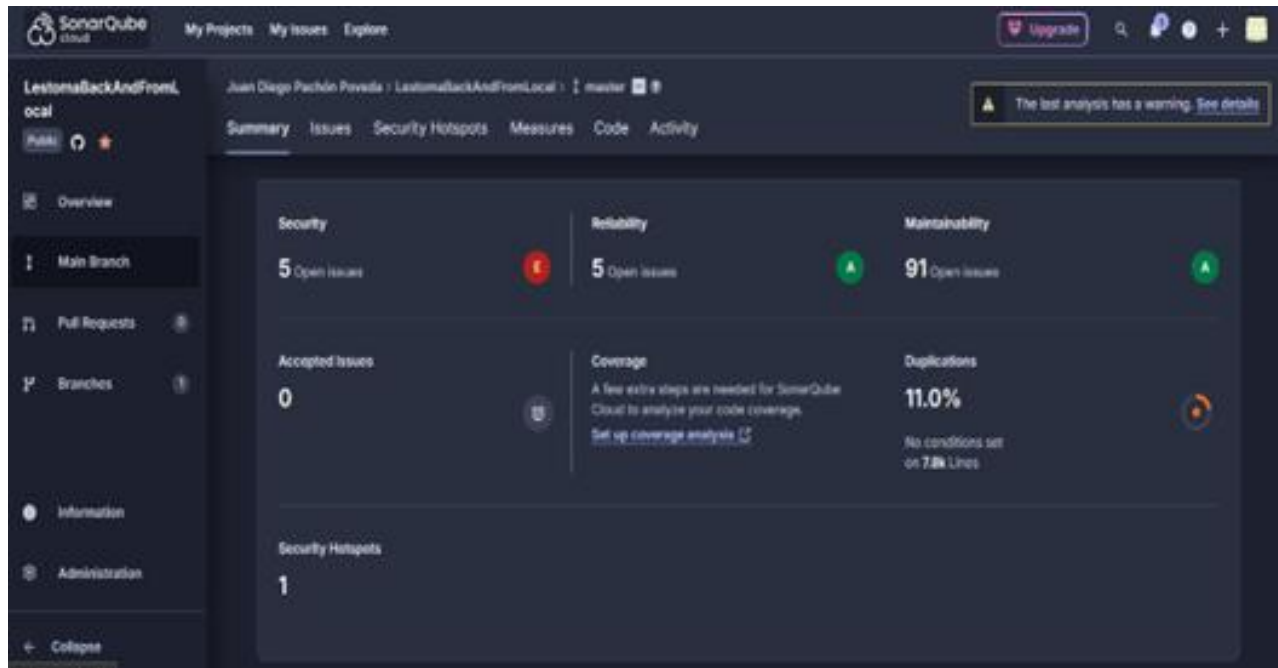 SonarQube
cloud
My Projects My Issues Explore
Upgrade
LestomaBackAndFromL
ocal
Public
Juan Diego Pachón Poveda › LestomaBackAndFromLocal › master
The last analysis has a warning. See details
Summary Issues Security Hotspots Measures Code Activity
Overview
Main Branch
Pull Requests 0
Branches 1
Information
Administration
Collapse
Security
5 Open issues
E
Reliability
5 Open issues
A
Maintainability
91 Open issues
A
Accepted Issues
0
Coverage
A few extra steps are needed for SonarQube
Cloud to analyze your code coverage.
Set up coverage analysis
Duplications
11.0%
No conditions set
on 7.8k Lines
Security Hotspots
1